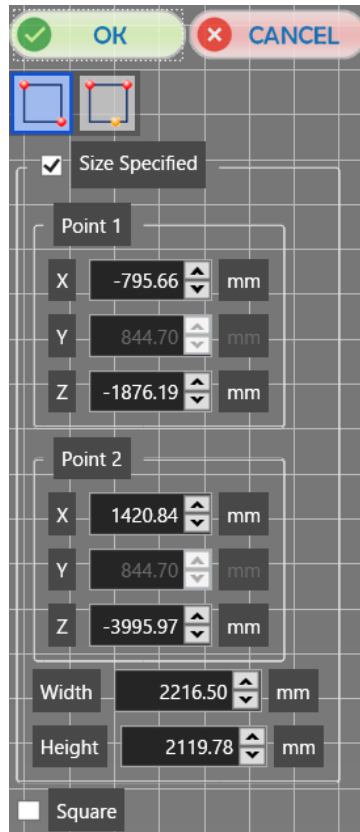 OK CANCEL
Size Specified
Point 1
X -795.66 mm
Y 844.70 mm
Z -1876.19 mm
Point 2
X 1420.84 mm
Y 844.70 mm
Z -3995.97 mm
Width 2216.50 mm
Height 2119.78 mm
Square